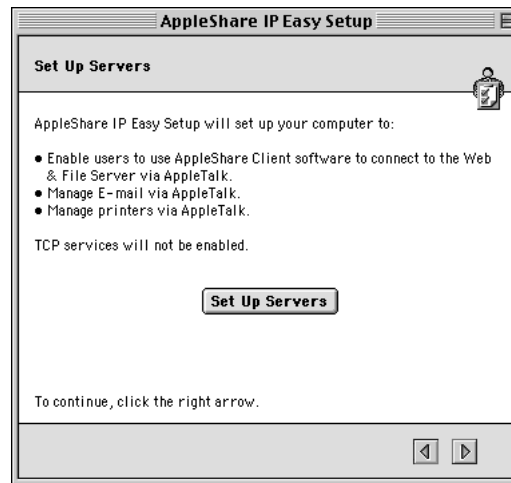 AppleShare IP Easy Setup
Set Up Servers
AppleShare IP Easy Setup will set up your computer to:
● Enable users to use AppleShare Client software to connect to the Web
& File Server via AppleTalk.
● Manage E-mail via AppleTalk.
● Manage printers via AppleTalk.
TCP services will not be enabled.
Set Up Servers
To continue, click the right arrow.